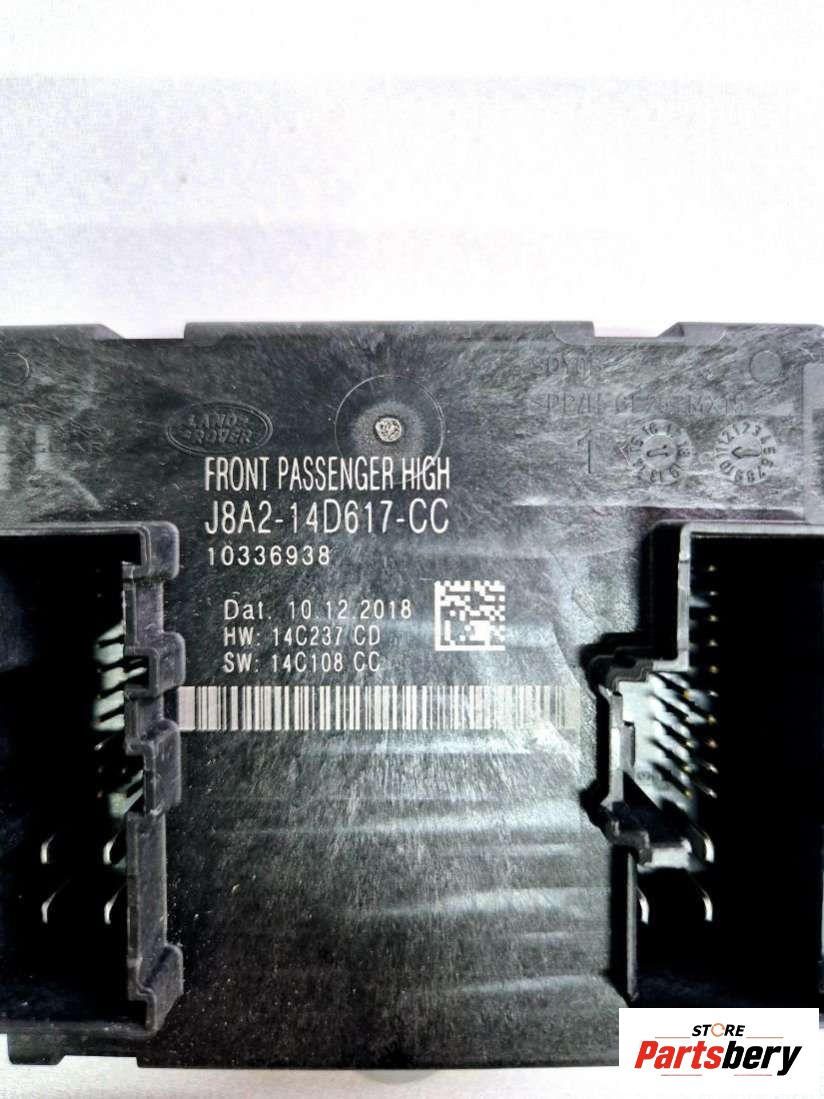 LAND
ROVER
FRONT PASSENGER HIGH
J8A2-14D617-CC
10336938
Dat. 10.12.2018
HW: 14C237 CD
SW: 14C108 CC
1
STORE
Partsbery